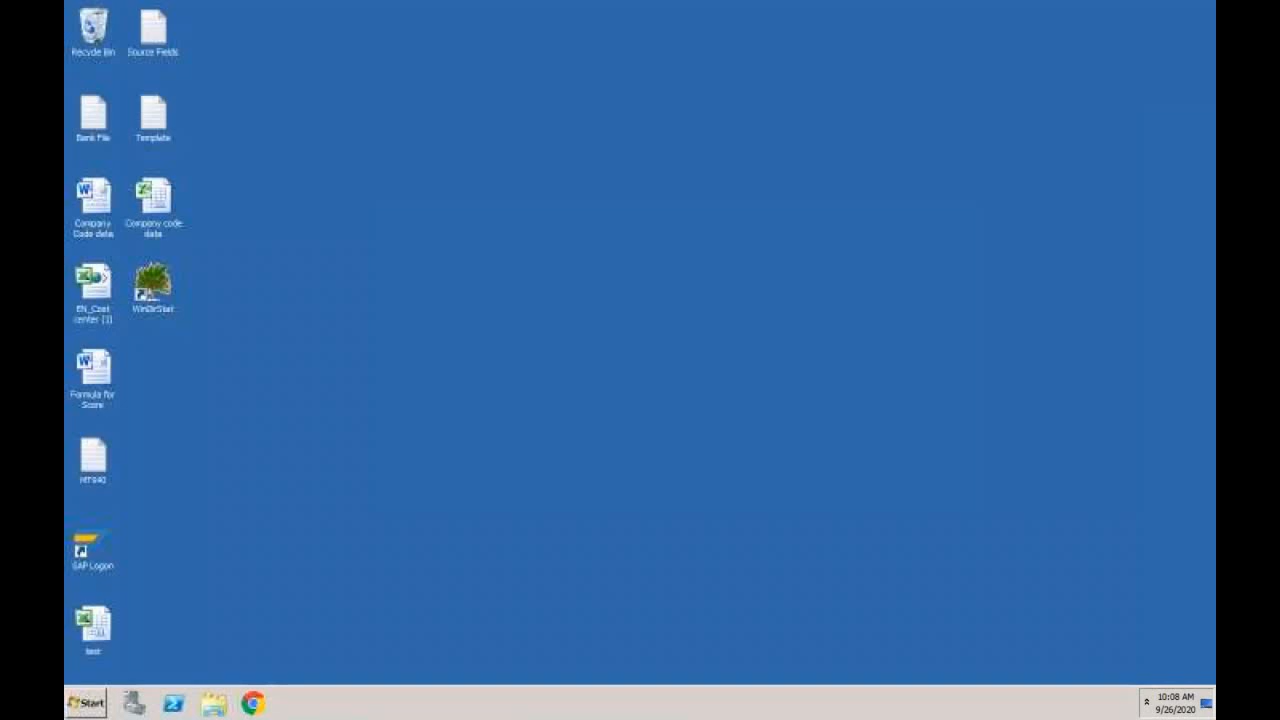 Recycle Bin
Source Fields
Bank File
Template
Company
Code data
Company code
data
EN_Cost
center (1)
WinDirStat
Formula for
Score
MT940
SAP Logon
test
Start
10:08 AM
9/26/2020